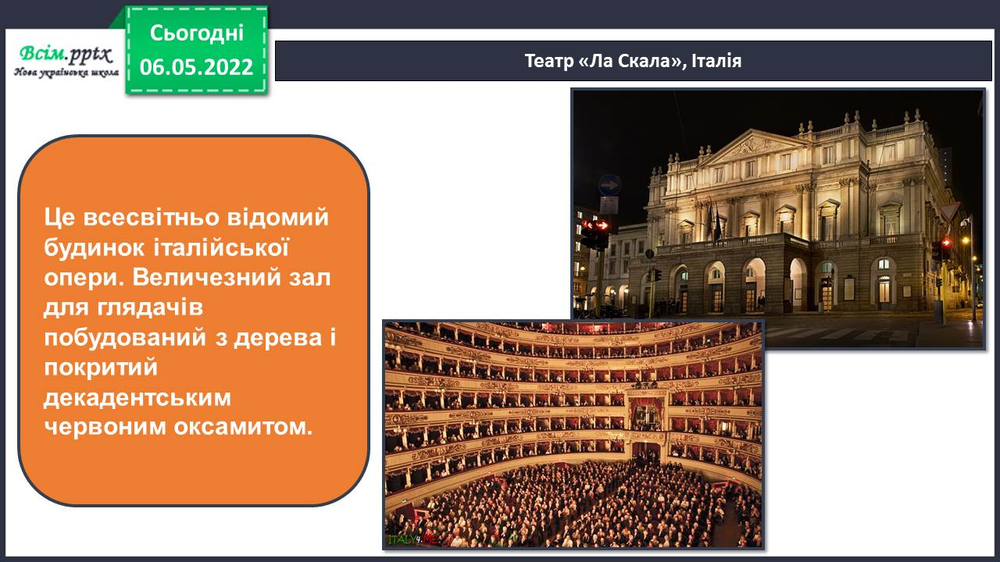 Сьогодні
06.05.2022
Всім.pptx
Нова українська школа
Театр «Ла Скала», Італія
Це всесвітньо відомий
будинок італійської
опери. Величезний зал
для глядачів
побудований з дерева і
покритий
декадентським
червоним оксамитом.
ITALY4.ME